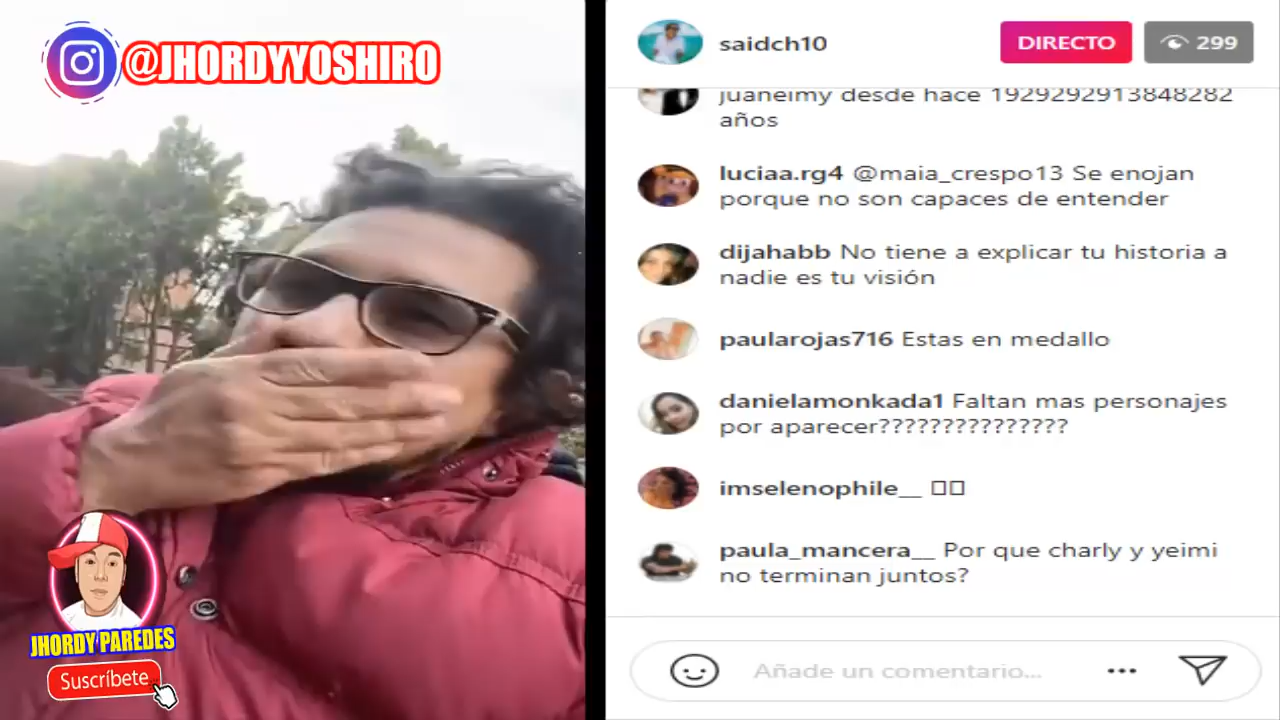 @JHORDYYOSHIRO
JHORDY PAREDES
Suscríbete
saidch10
DIRECTO
299
juaneimy desde hace 1929292913848282
años
luciaa.rg4 @maia_crespo13 Se enojan
porque no son capaces de entender
dijahabb No tiene a explicar tu historia a
nadie es tu visión
paularojas716 Estas en medallo
danielamonkada1 Faltan mas personajes
por aparecer???????????????
imselenophile__ □□
paula_mancera__ Por que charly y yeimi
no terminan juntos?
Añade un comentario...